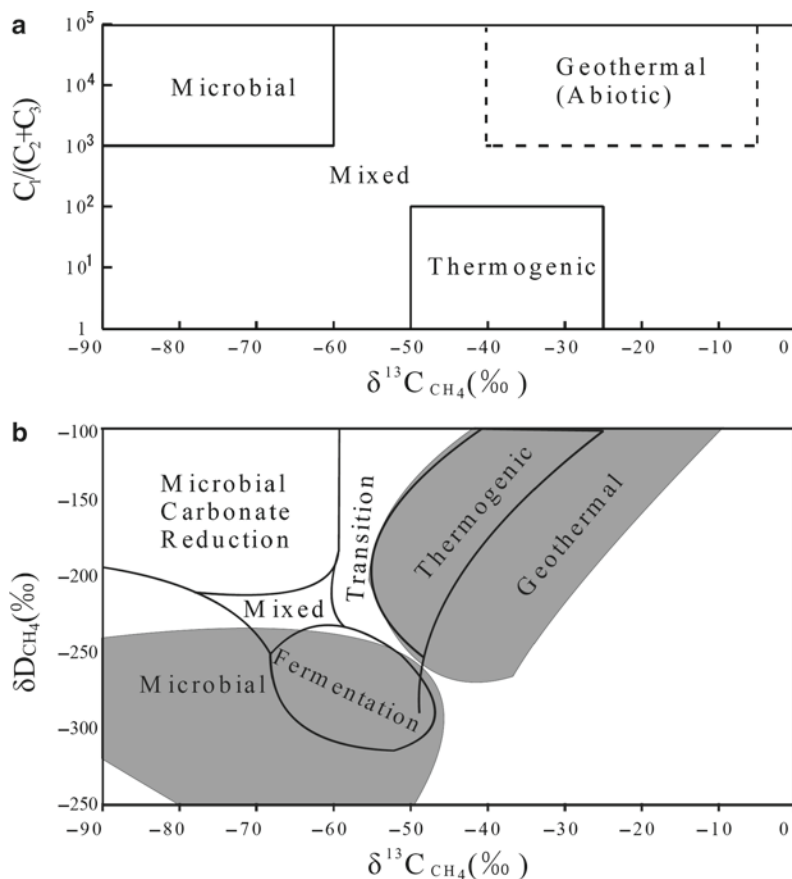 a
10⁵
10⁴
10³
10²
10¹
1
C₁/(C₂+C₃)
Microbial
Geothermal
(Abiotic)
Mixed
Thermogenic
−90 −80 −70 −60 −50 −40 −30 −20 −10 0
δ¹³C CH₄(‰)
b
−100
−150
−200
−250
−300
−250
δD CH₄(‰)
Microbial
Carbonate
Reduction
Transition
Thermogenic
Geothermal
Mixed
Microbial
Fermentation
−90 −80 −70 −60 −50 −40 −30 −20 −10 0
δ¹³C CH₄(‰)